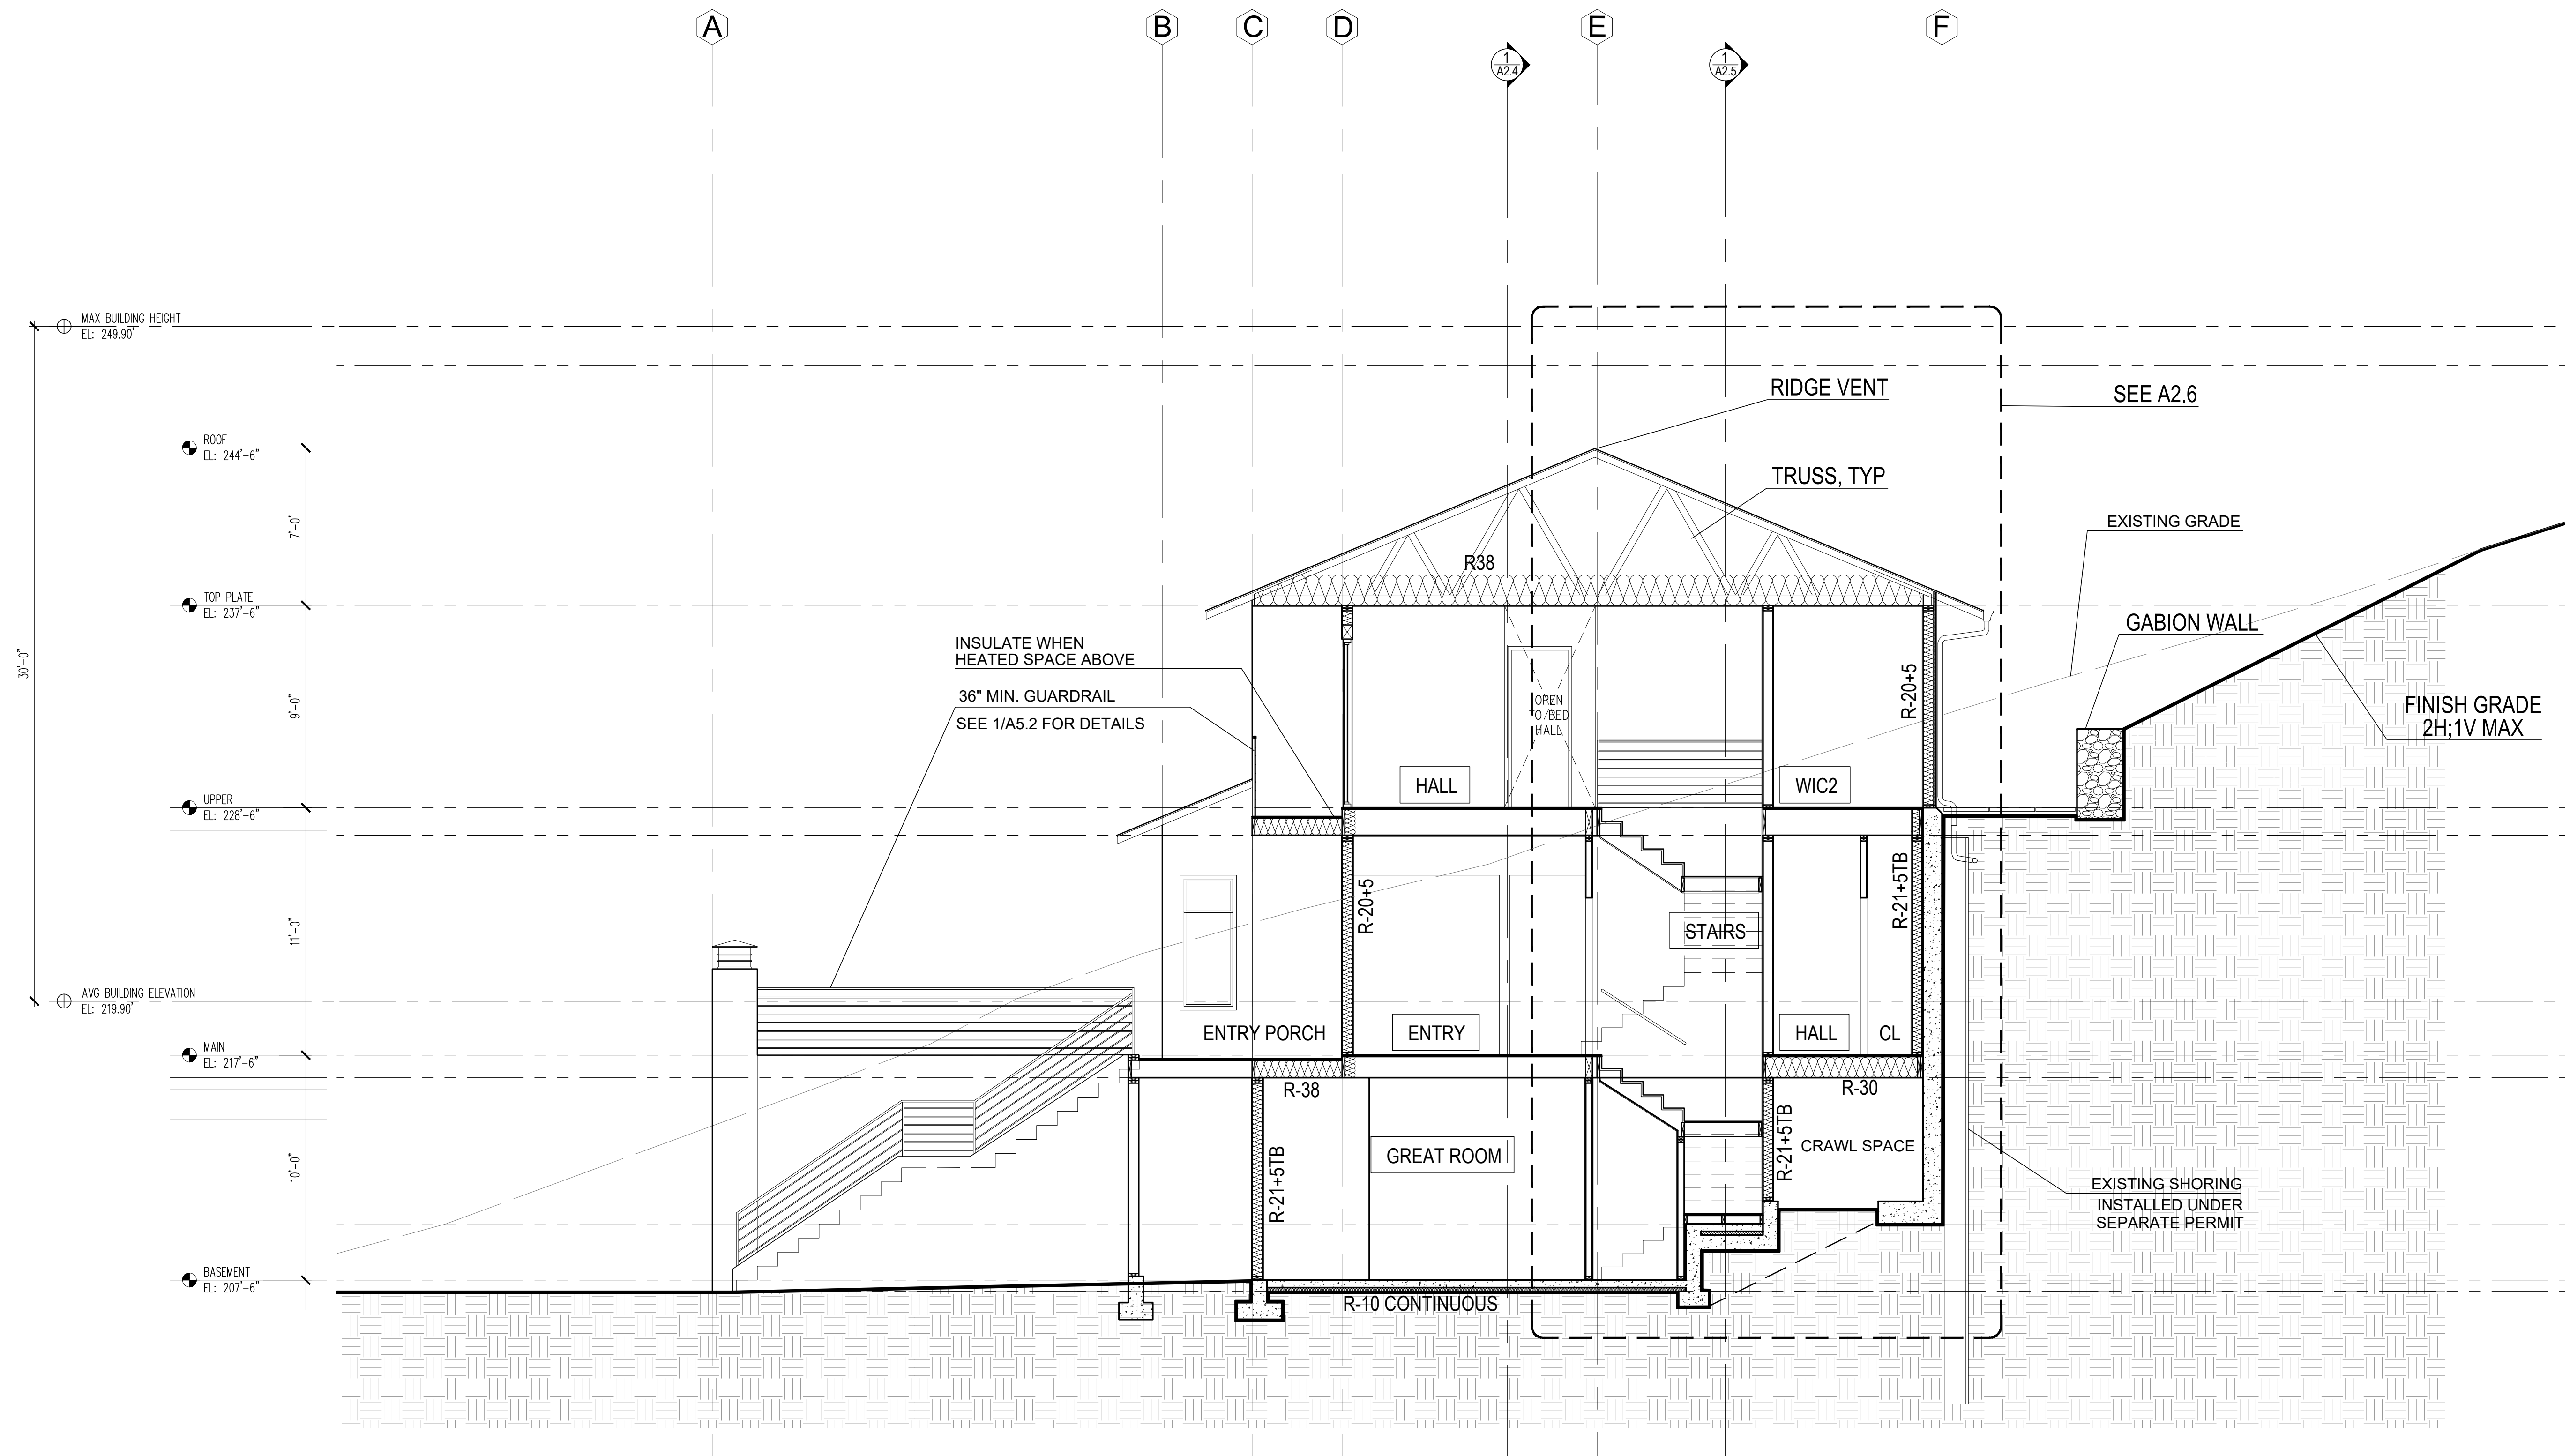 A
B
C
D
E
F
1
A2.4
1
A2.5
MAX BUILDING HEIGHT
EL: 249.90'
RIDGE VENT
SEE A2.6
ROOF
EL: 244'-6"
TRUSS, TYP
7'-0"
EXISTING GRADE
R38
TOP PLATE
EL: 237'-6"
GABION WALL
INSULATE WHEN
HEATED SPACE ABOVE
30'-0"
36" MIN. GUARDRAIL
SEE 1/A5.2 FOR DETAILS
9'-0"
OPEN
TO BED
HALL
R-20+5
FINISH GRADE
2H;1V MAX
HALL
WIC2
UPPER
EL: 228'-6"
R-20+5
R-21+5TB
11'-0"
STAIRS
AVG BUILDING ELEVATION
EL: 219.90'
ENTRY PORCH
ENTRY
HALL
CL
MAIN
EL: 217'-6"
R-38
R-30
10'-0"
R-21+5TB
GREAT ROOM
R-21+5TB
CRAWL SPACE
EXISTING SHORING
INSTALLED UNDER
SEPARATE PERMIT
BASEMENT
EL: 207'-6"
R-10 CONTINUOUS